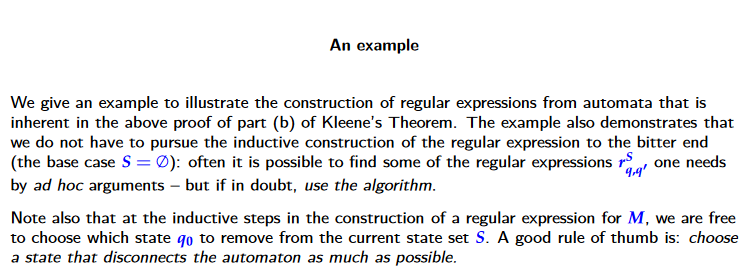 An example
We give an example to illustrate the construction of regular expressions from automata that is
inherent in the above proof of part (b) of Kleene's Theorem. The example also demonstrates that
we do not have to pursue the inductive construction of the regular expression to the bitter end
(the base case S = ∅): often it is possible to find some of the regular expressions r^S_{q,q'} one needs
by ad hoc arguments – but if in doubt, use the algorithm.
Note also that at the inductive steps in the construction of a regular expression for M, we are free
to choose which state q₀ to remove from the current state set S. A good rule of thumb is: choose
a state that disconnects the automaton as much as possible.